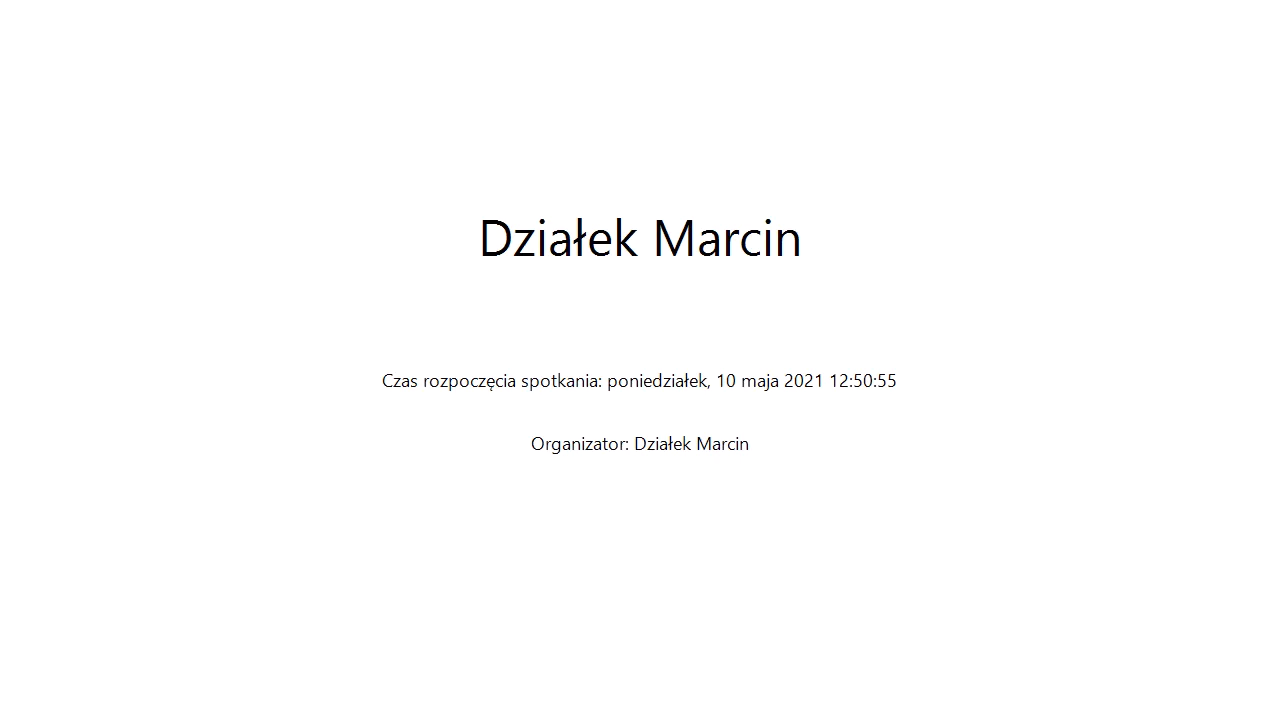 Działek Marcin
Czas rozpoczęcia spotkania: poniedziałek, 10 maja 2021 12:50:55
Organizator: Działek Marcin